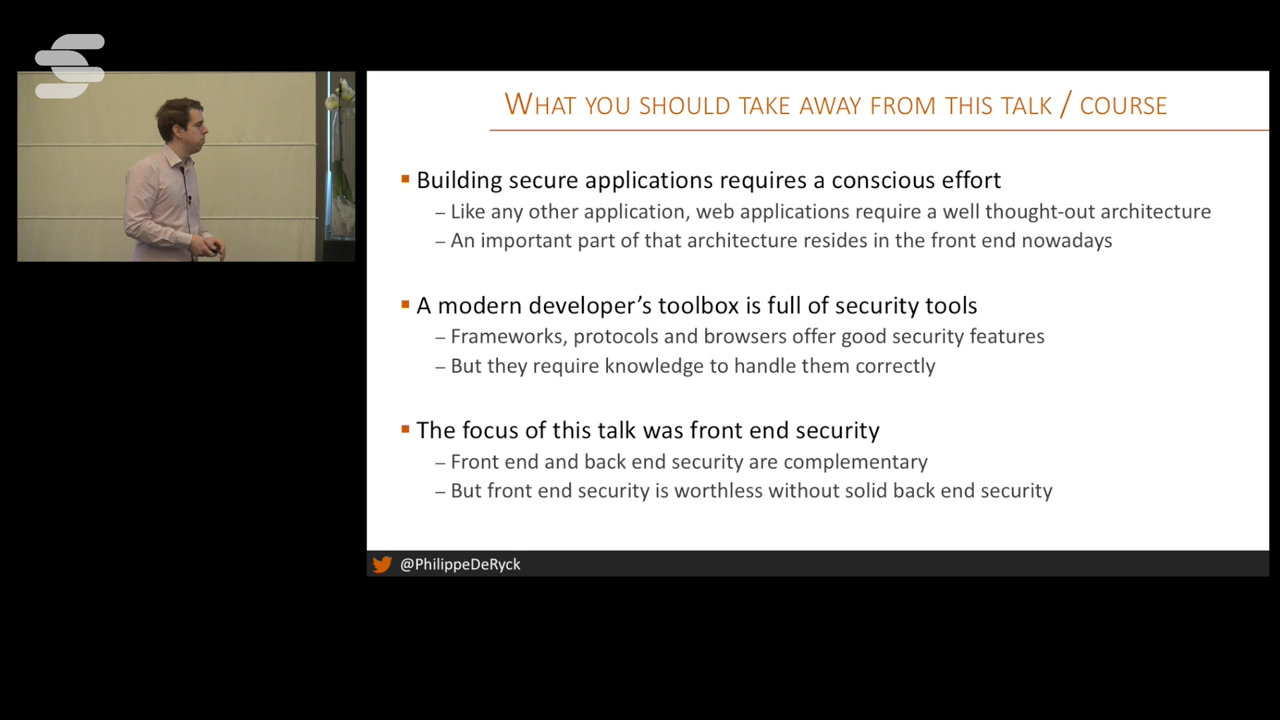 WHAT YOU SHOULD TAKE AWAY FROM THIS TALK / COURSE
Building secure applications requires a conscious effort
– Like any other application, web applications require a well thought-out architecture
– An important part of that architecture resides in the front end nowadays
A modern developer’s toolbox is full of security tools
– Frameworks, protocols and browsers offer good security features
– But they require knowledge to handle them correctly
The focus of this talk was front end security
– Front end and back end security are complementary
– But front end security is worthless without solid back end security
@PhilippeDeRyck